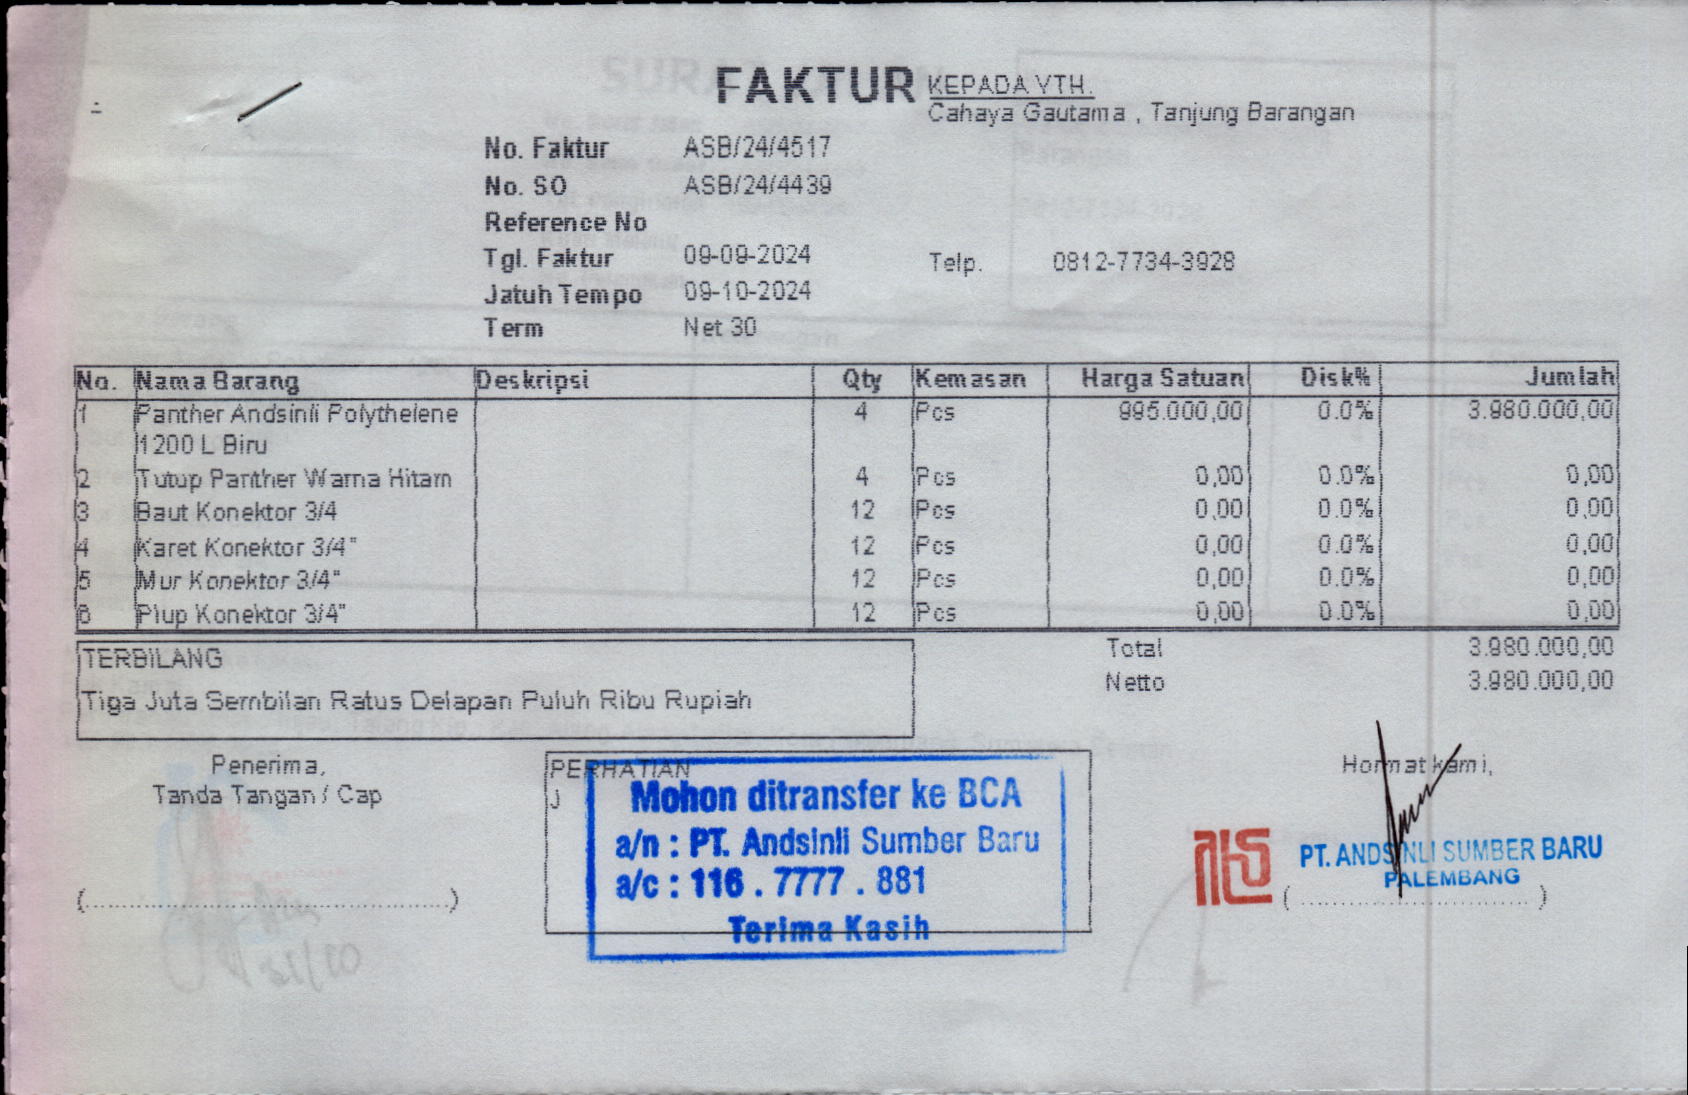 FAKTUR
KEPADA YTH.
Cahaya Gautama , Tanjung Barangan
No. Faktur ASB/24/4517
No. SO ASB/24/4439
Reference No
Tgl. Faktur 09-09-2024
Telp. 0812-7734-3928
Jatuh Tempo 09-10-2024
Term Net 30
No. Nama Barang Deskripsi Qty Kemasan Harga Satuan Disk% Jumlah
1 Panther Andsinli Polythelene 4 Pcs 995.000,00 0.0% 3.980.000,00
1200 L Biru
2 Tutup Panther Warna Hitam 4 Pcs 0,00 0.0% 0,00
3 Baut Konektor 3/4 12 Pcs 0,00 0.0% 0,00
4 Karet Konektor 3/4" 12 Pcs 0,00 0.0% 0,00
5 Mur Konektor 3/4" 12 Pcs 0,00 0.0% 0,00
6 Plup Konektor 3/4" 12 Pcs 0,00 0.0% 0,00
TERBILANG
Tiga Juta Sembilan Ratus Delapan Puluh Ribu Rupiah
Total 3.980.000,00
Netto 3.980.000,00
Penerima,
Tanda Tangan / Cap
(..........................................)
PERHATIAN
J
Mohon ditransfer ke BCA
a/n : PT. Andsinli Sumber Baru
a/c : 116 . 7777 . 881
Terima Kasih
Hormat kami,
PT. ANDSINLI SUMBER BARU
PALEMBANG
(..............................)